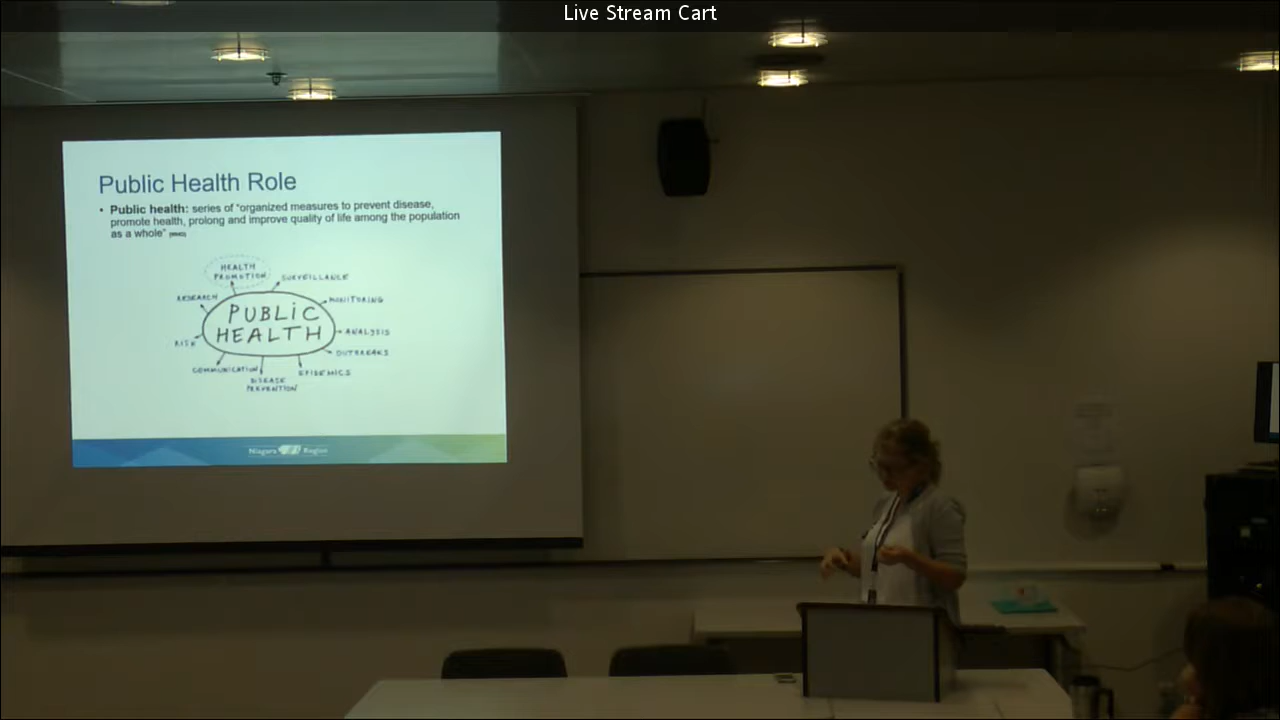 Live Stream Cart
Public Health Role
• Public health: series of "organized measures to prevent disease,
promote health, prolong and improve quality of life among the population
as a whole"
HEALTH
PROMOTION
SURVEILLANCE
RESEARCH
MONITORING
PUBLIC
HEALTH
ANALYSIS
RISK
OUTBREAKS
COMMUNICATION
EPIDEMICS
DISEASE
PREVENTION
Niagara Region